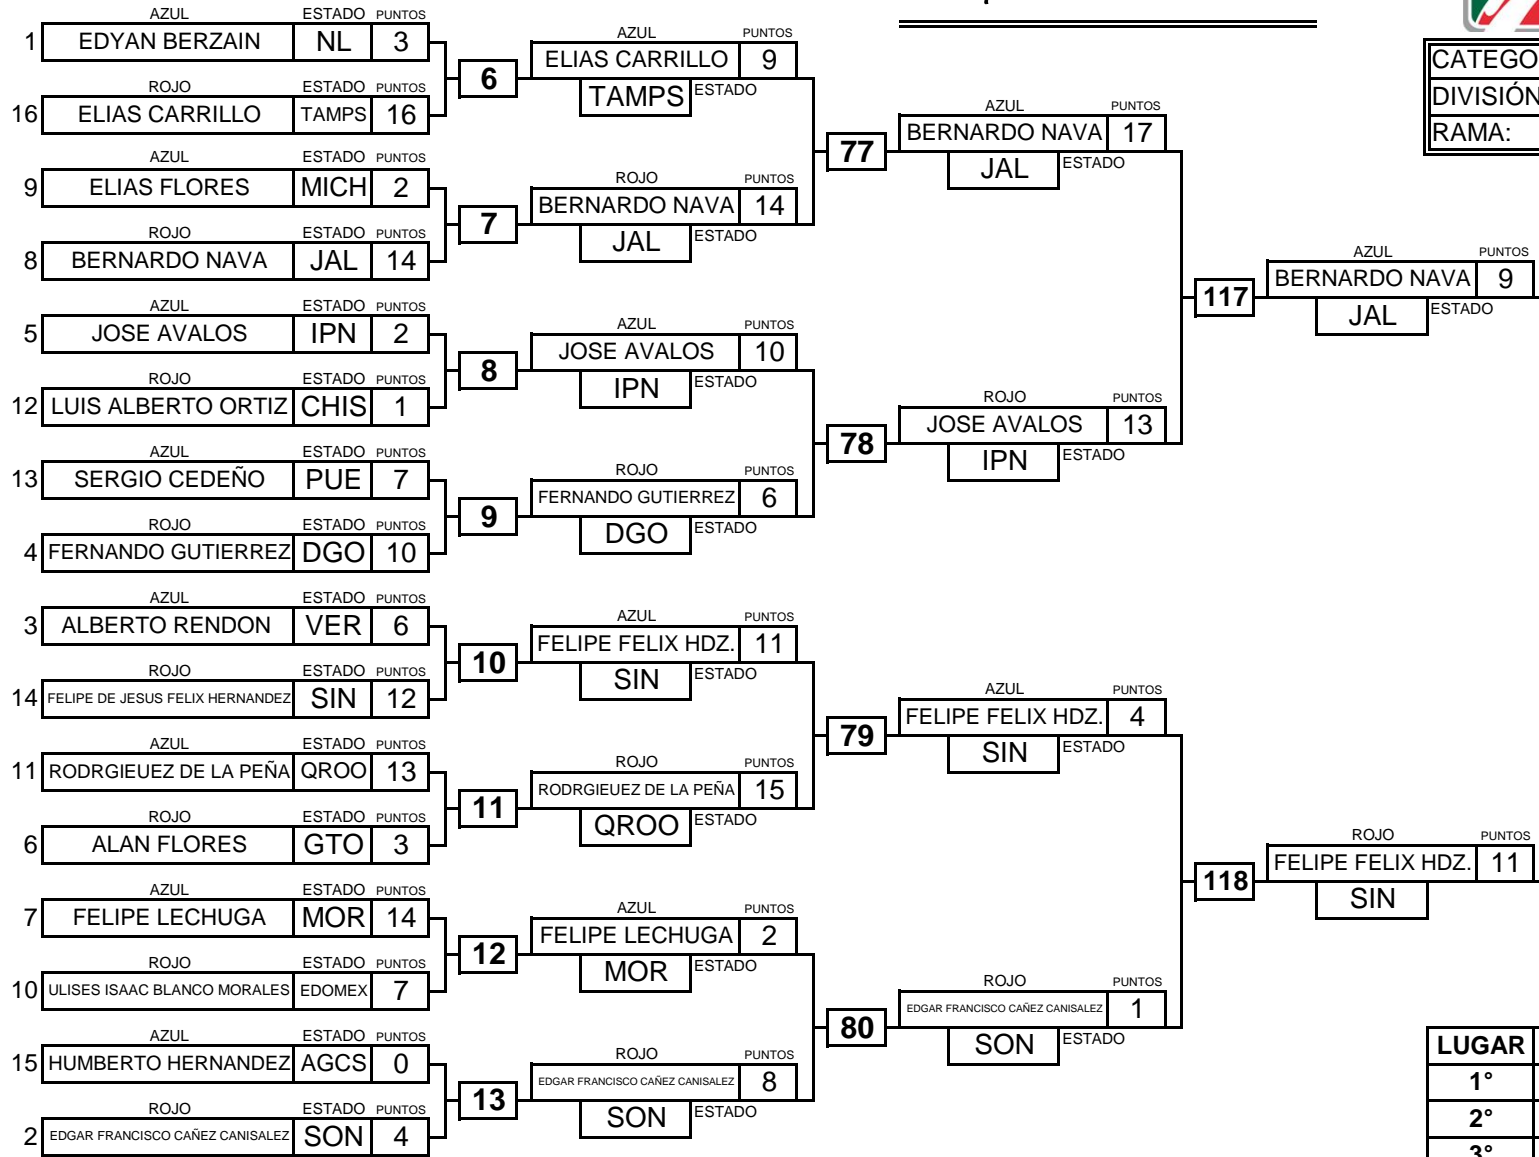 AZUL ESTADO PUNTOS
1 EDYAN BERZAIN NL 3
ROJO ESTADO PUNTOS
16 ELIAS CARRILLO TAMPS 16
AZUL ESTADO PUNTOS
9 ELIAS FLORES MICH 2
ROJO ESTADO PUNTOS
8 BERNARDO NAVA JAL 14
AZUL ESTADO PUNTOS
5 JOSE AVALOS IPN 2
ROJO ESTADO PUNTOS
12 LUIS ALBERTO ORTIZ CHIS 1
AZUL ESTADO PUNTOS
13 SERGIO CEDEÑO PUE 7
ROJO ESTADO PUNTOS
4 FERNANDO GUTIERREZ DGO 10
AZUL ESTADO PUNTOS
3 ALBERTO RENDON VER 6
ROJO ESTADO PUNTOS
14 FELIPE DE JESUS FELIX HERNANDEZ SIN 12
AZUL ESTADO PUNTOS
11 RODRGIEUEZ DE LA PEÑA QROO 13
ROJO ESTADO PUNTOS
6 ALAN FLORES GTO 3
AZUL ESTADO PUNTOS
7 FELIPE LECHUGA MOR 14
ROJO ESTADO PUNTOS
10 ULISES ISAAC BLANCO MORALES EDOMEX 7
AZUL ESTADO PUNTOS
15 HUMBERTO HERNANDEZ AGCS 0
ROJO ESTADO PUNTOS
2 EDGAR FRANCISCO CAÑEZ CANISALEZ SON 4
6
7
8
9
10
11
12
13
AZUL PUNTOS
ELIAS CARRILLO 9
TAMPS ESTADO
ROJO PUNTOS
BERNARDO NAVA 14
JAL ESTADO
AZUL PUNTOS
JOSE AVALOS 10
IPN ESTADO
ROJO PUNTOS
FERNANDO GUTIERREZ 6
DGO ESTADO
AZUL PUNTOS
FELIPE FELIX HDZ. 11
SIN ESTADO
ROJO PUNTOS
RODRGIEUEZ DE LA PEÑA 15
QROO ESTADO
AZUL PUNTOS
FELIPE LECHUGA 2
MOR ESTADO
ROJO PUNTOS
EDGAR FRANCISCO CAÑEZ CANISALEZ 8
SON ESTADO
77
78
79
80
AZUL PUNTOS
BERNARDO NAVA 17
JAL ESTADO
ROJO PUNTOS
JOSE AVALOS 13
IPN ESTADO
AZUL PUNTOS
FELIPE FELIX HDZ. 4
SIN ESTADO
ROJO PUNTOS
EDGAR FRANCISCO CAÑEZ CANISALEZ 1
SON ESTADO
117
118
AZUL PUNTOS
BERNARDO NAVA 9
JAL ESTADO
ROJO PUNTOS
FELIPE FELIX HDZ. 11
SIN
CATEGO
DIVISIÓN
RAMA:
LUGAR
1°
2°
3°